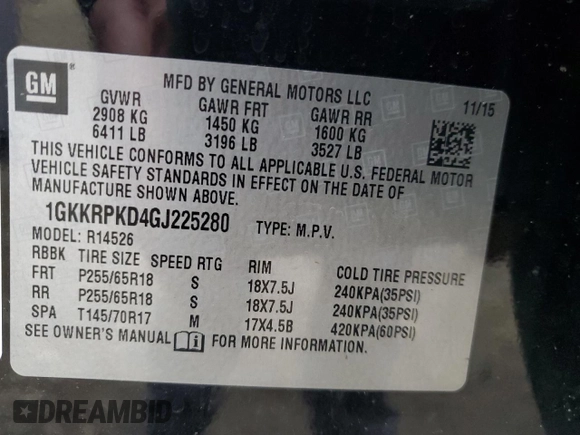 GM
®
MFD BY GENERAL MOTORS LLC
11/15
GVWR GAWR FRT GAWR RR
2908 KG 1450 KG 1600 KG
6411 LB 3196 LB 3527 LB
THIS VEHICLE CONFORMS TO ALL APPLICABLE U.S. FEDERAL MOTOR
VEHICLE SAFETY STANDARDS IN EFFECT ON THE DATE OF
MANUFACTURE SHOWN ABOVE.
1GKKRPKD4GJ225280 TYPE: M.P.V.
MODEL: R14526
RBBK TIRE SIZE SPEED RTG RIM COLD TIRE PRESSURE
FRT P255/65R18 S 18X7.5J 240KPA(35PSI)
RR P255/65R18 S 18X7.5J 240KPA(35PSI)
SPA T145/70R17 M 17X4.5B 420KPA(60PSI)
SEE OWNER'S MANUAL FOR MORE INFORMATION.
DREAMBID